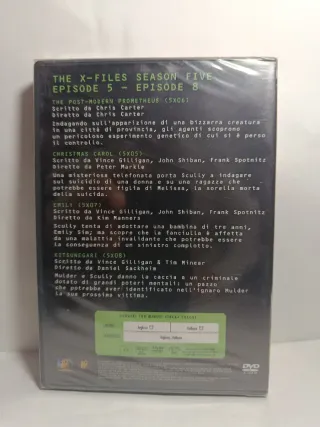 THE X-FILES SEASON FIVE
EPISODE 5 - EPISODE 8
THE POST-MODERN PROMETHEUS (5X06)
Scritto da Chris Carter
Diretto da Chris Carter
Indagando sull'apparizione di una bizzarra creatura
in una città di provincia, gli agenti scoprono
un pericoloso esperimento genetico di cui si è perso
il controllo.
CHRISTMAS CAROL (5X05)
Scritto da Vince Gilligan, John Shiban, Frank Spotnitz
Diretto da Peter Markle
Una misteriosa telefonata porta Scully a indagare
sul suicidio di una donna e su una ragazza che
potrebbe essere figlia di Melissa, la sorella morta
della suicida.
EMILY (5X07)
Scritto da Vince Gilligan, John Shiban, Frank Spotnitz
Diretto da Kim Manners
Scully tenta di adottare una bambina di tre anni,
Emily Sim, ma scopre che la fanciulla è affetta
da una malattia invalidante che potrebbe essere
la conseguenza di un sinistro complotto.
KITSUNEGARI (5X08)
Scritto da Vince Gilligan & Tim Minear
Diretto da Daniel Sackheim
Mulder e Scully danno la caccia a un criminale
dotato di grandi poteri mentali: un pazzo
che potrebbe aver identificato nell'ignaro Mulder
la sua prossima vittima.
DVD